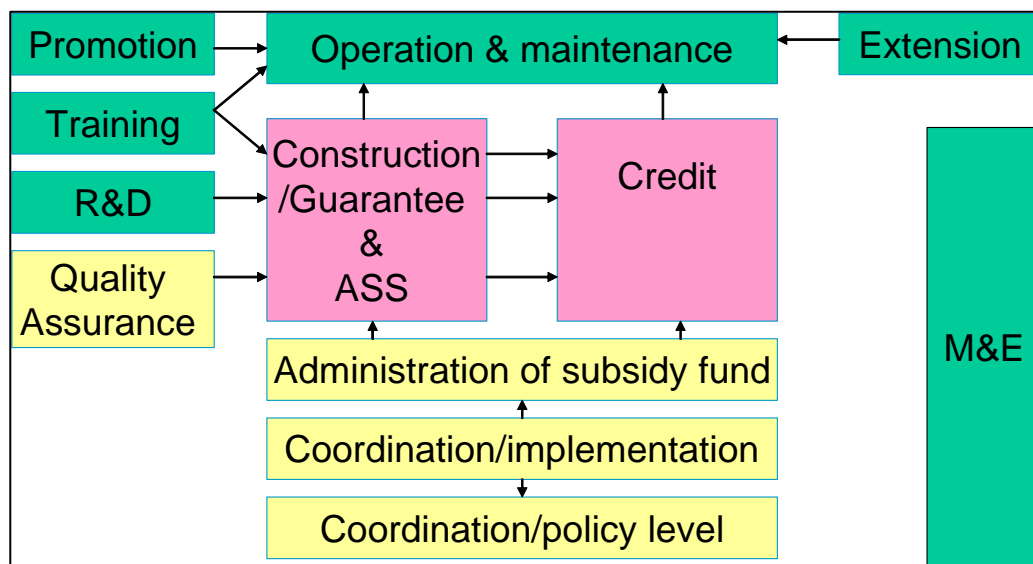 Promotion
Operation & maintenance
Extension
Training
Construction
/Guarantee
&
ASS
Credit
R&D
Quality
Assurance
M&E
Administration of subsidy fund
Coordination/implementation
Coordination/policy level